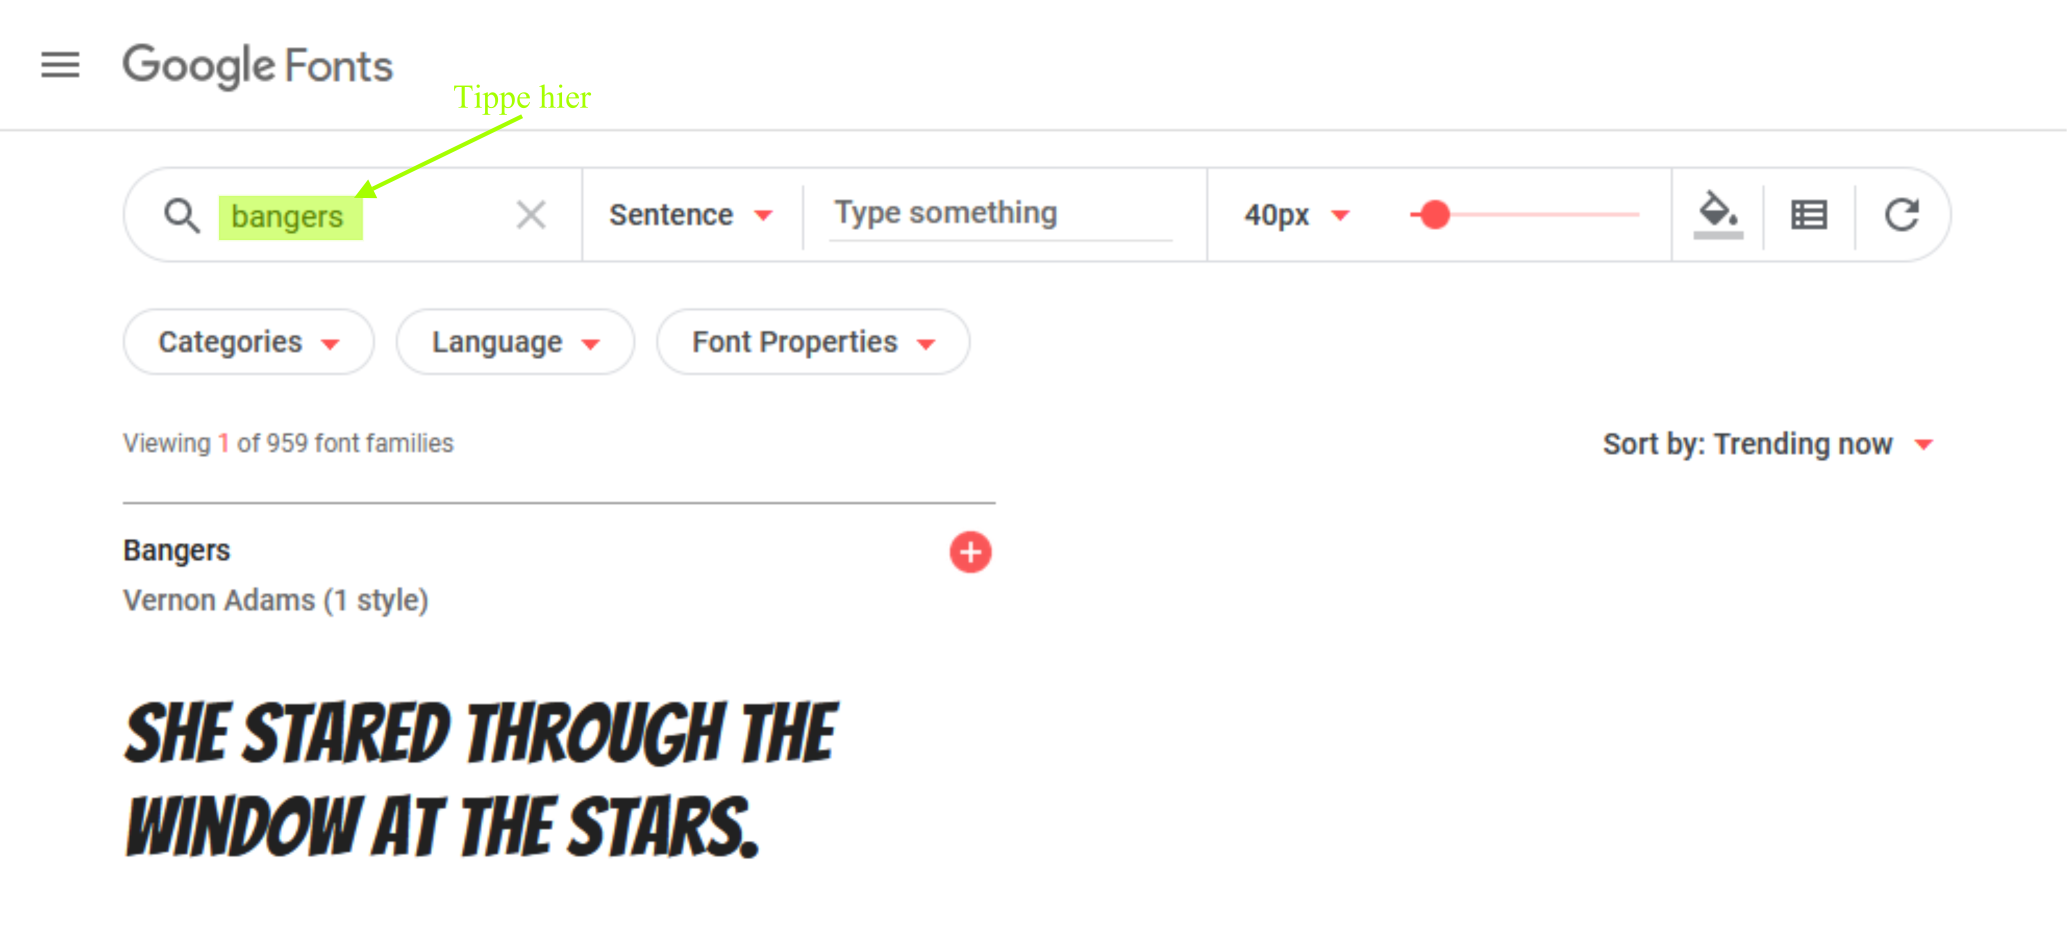 Google Fonts
Tippe hier
bangers
Sentence
Type something
40px
Categories
Language
Font Properties
Viewing 1 of 959 font families
Sort by: Trending now
Bangers
Vernon Adams (1 style)
SHE STARED THROUGH THE
WINDOW AT THE STARS.